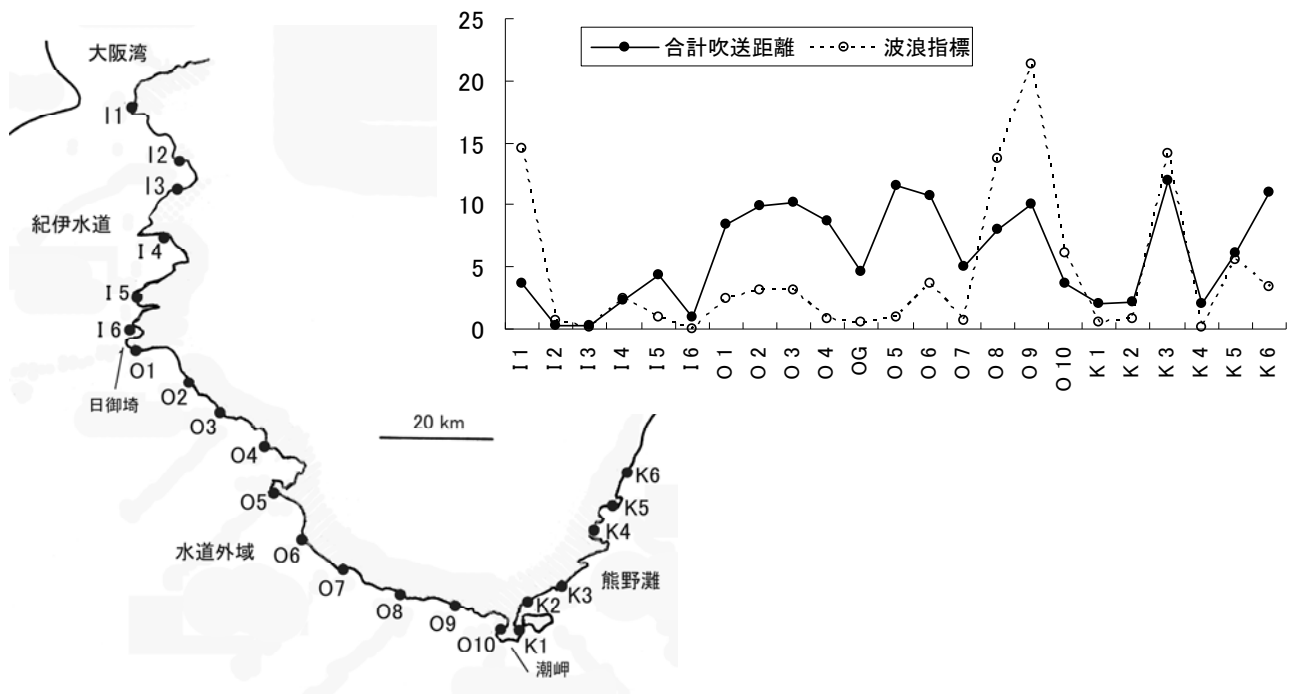 大阪湾
I1
I2
I3
紀伊水道
I4
I5
I6
O1
日御埼
O2
O3
O4
O5
水道外域
O6
O7
O8
O9
O10
潮岬
20 km
K6
K5
K4
熊野灘
K3
K2
K1
合計吹送距離 波浪指標
25
20
15
10
5
0
I1 I2 I3 I4 I5 I6 O1 O2 O3 O4 OG O5 O6 O7 O8 O9 O10 K1 K2 K3 K4 K5 K6